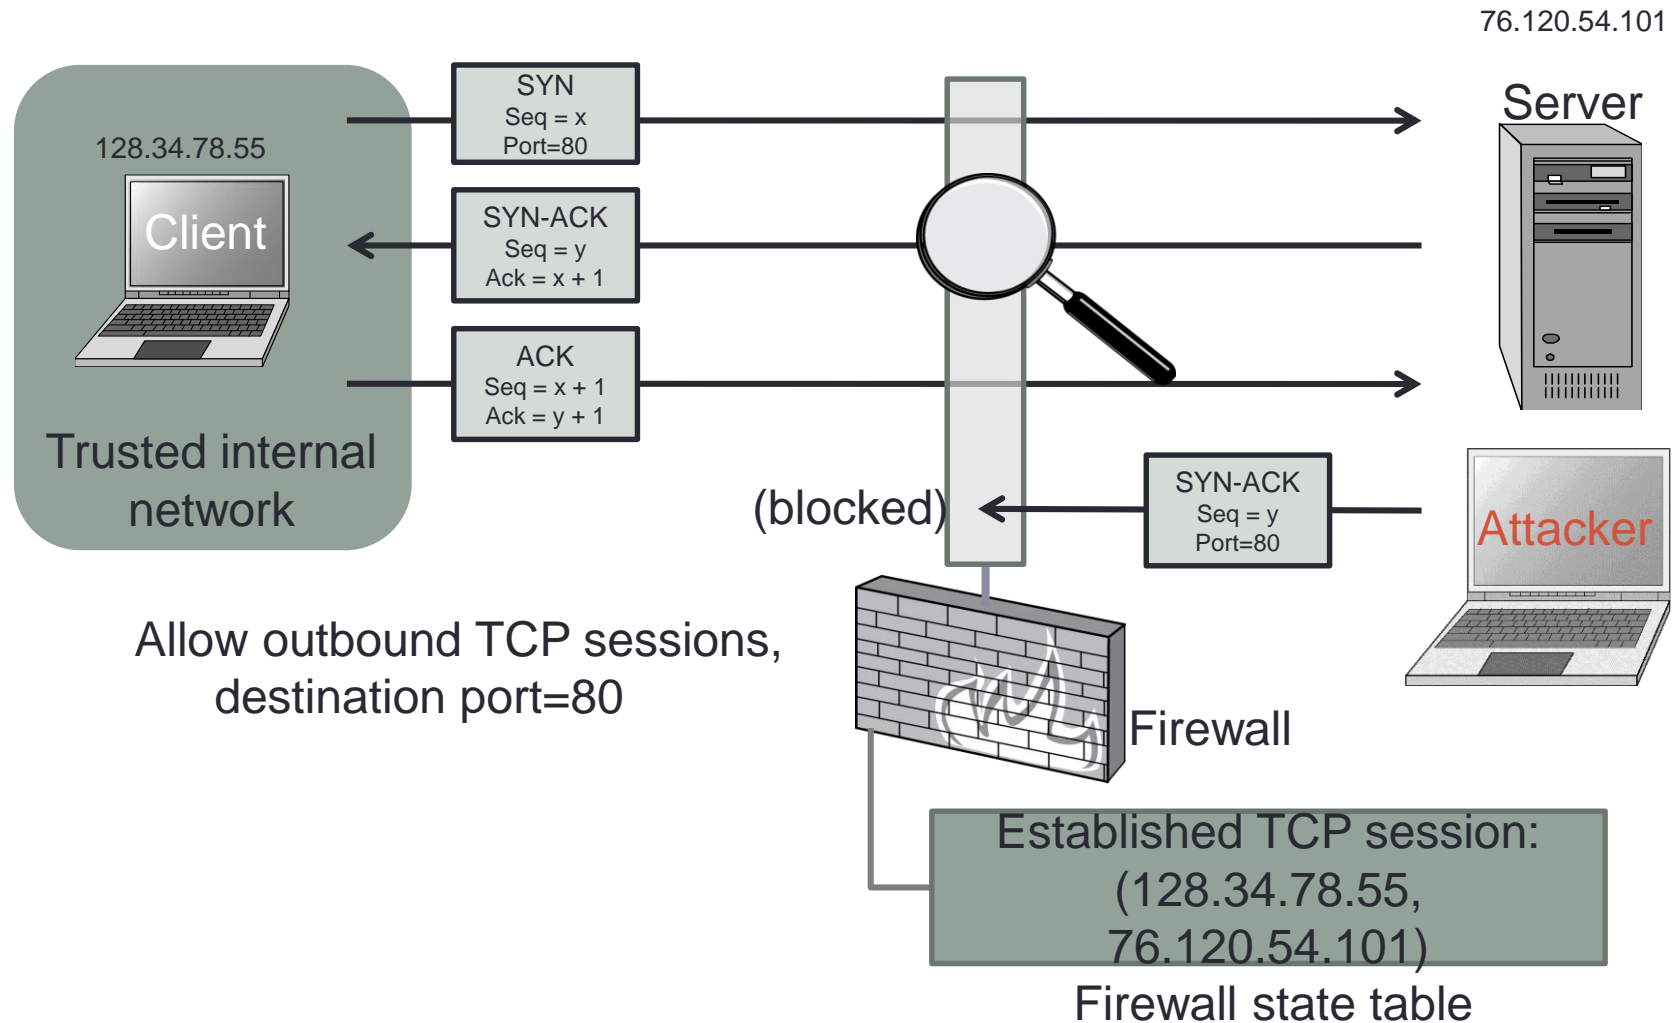 76.120.54.101
Server
SYN
Seq = x
Port=80
128.34.78.55
Client
SYN-ACK
Seq = y
Ack = x + 1
ACK
Seq = x + 1
Ack = y + 1
Trusted internal
network
(blocked)
SYN-ACK
Seq = y
Port=80
Attacker
Allow outbound TCP sessions,
destination port=80
Firewall
Established TCP session:
(128.34.78.55,
76.120.54.101)
Firewall state table